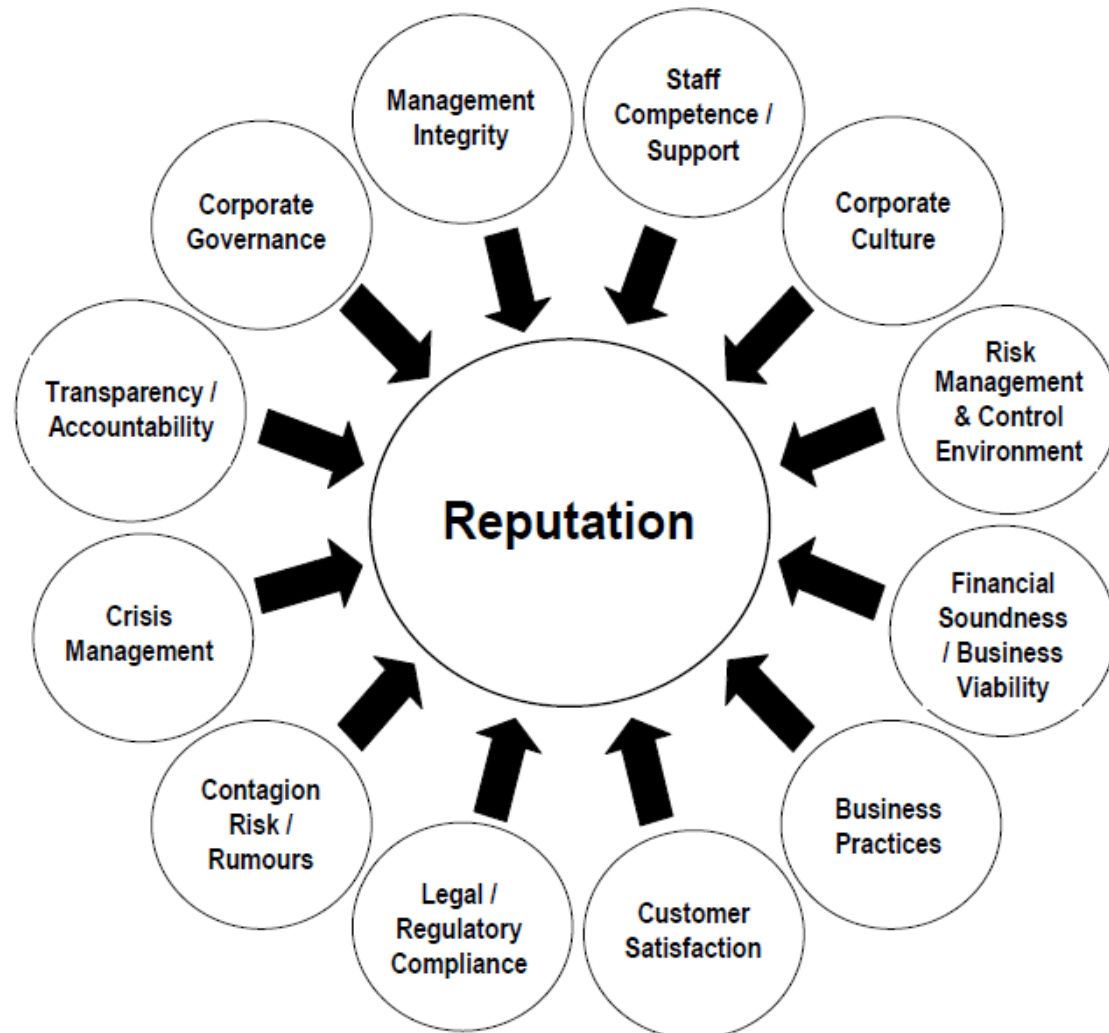 Management
Integrity
Staff
Competence /
Support
Corporate
Governance
Corporate
Culture
Transparency /
Accountability
Risk
Management
& Control
Environment
Reputation
Crisis
Management
Financial
Soundness
/ Business
Viability
Contagion
Risk /
Rumours
Business
Practices
Legal /
Regulatory
Compliance
Customer
Satisfaction